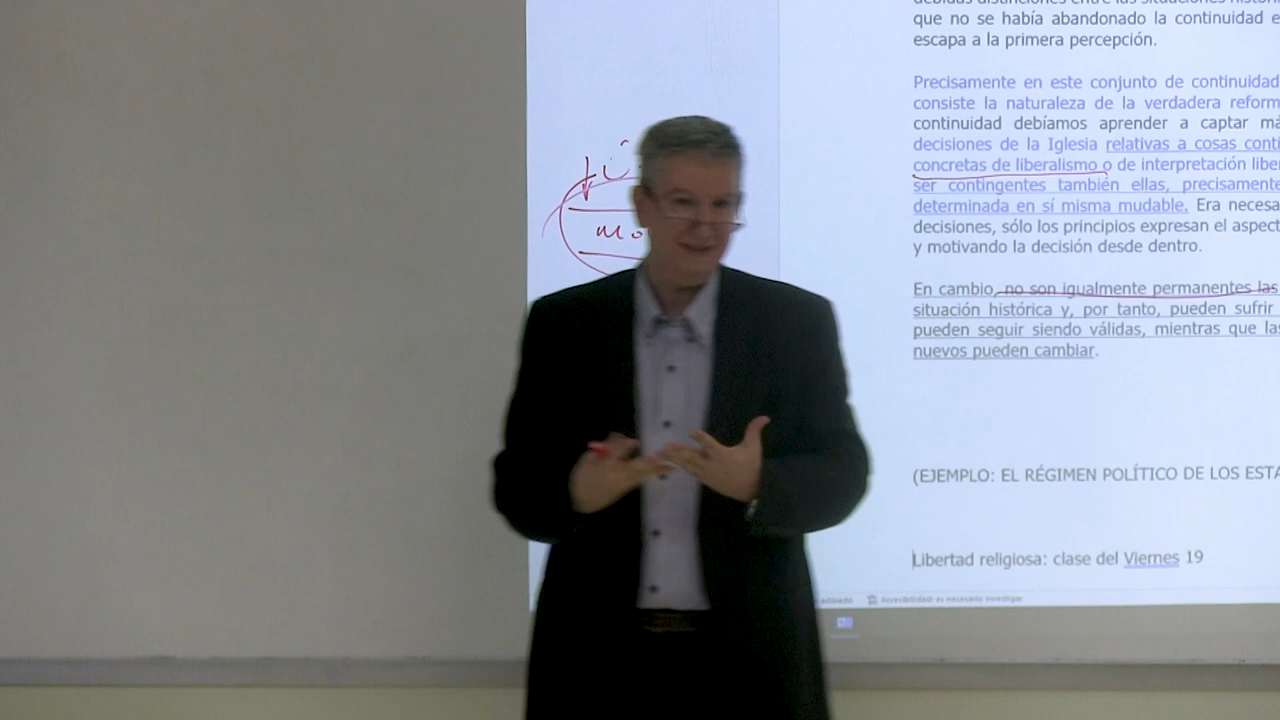 que no se había abandonado la continuidad e
escapa a la primera percepción.
Precisamente en este conjunto de continuidad
consiste la naturaleza de la verdadera reform
continuidad debíamos aprender a captar má
decisiones de la Iglesia relativas a cosas conti
concretas de liberalismo o de interpretación liber
ser contingentes también ellas, precisamente
determinada en sí misma mudable. Era necesa
decisiones, sólo los principios expresan el aspect
y motivando la decisión desde dentro.
En cambio, no son igualmente permanentes las
situación histórica y, por tanto, pueden sufrir
pueden seguir siendo válidas, mientras que las
nuevos pueden cambiar.
(EJEMPLO: EL RÉGIMEN POLÍTICO DE LOS ESTA
Libertad religiosa: clase del Viernes 19
Accesibilidad: es necesario investigar